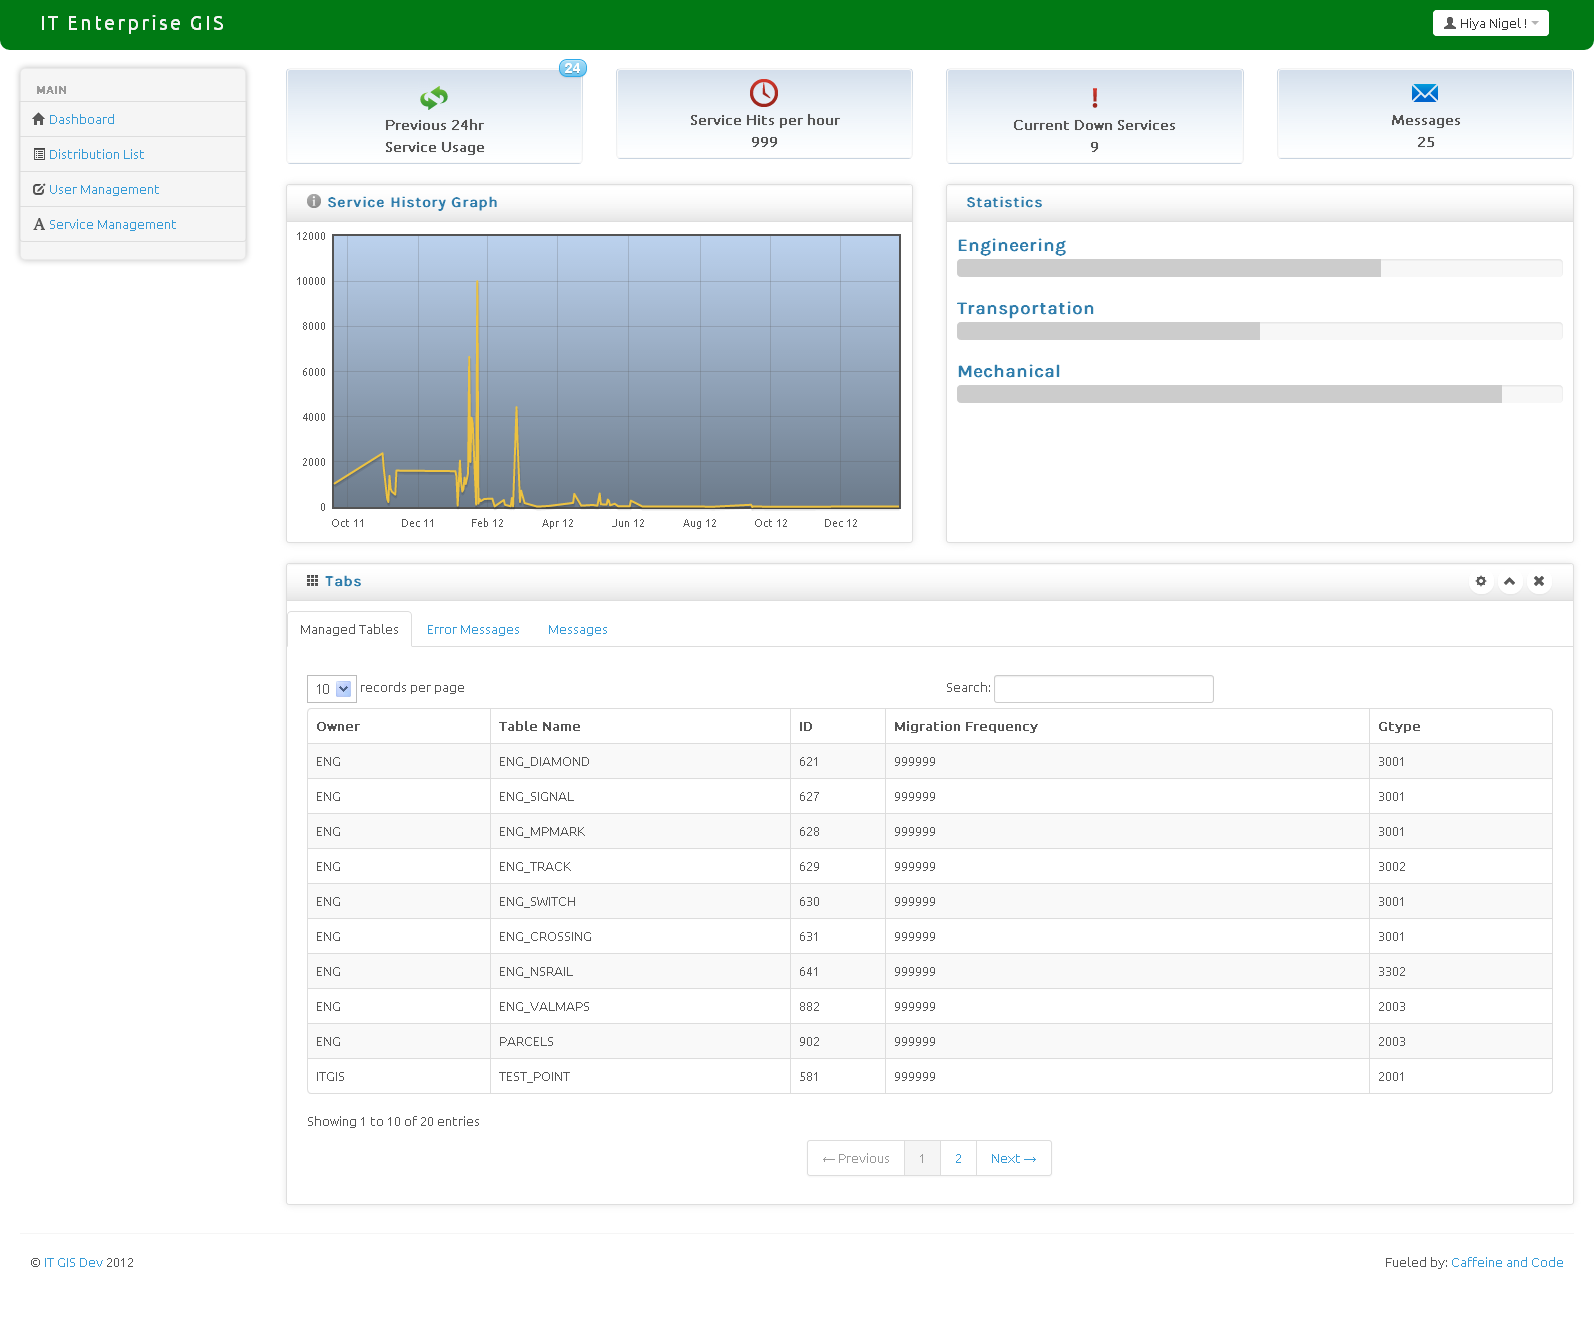 IT Enterprise GIS
Hiya Nigel !
MAIN
Dashboard
Distribution List
User Management
Service Management
24
Previous 24hr
Service Usage
Service Hits per hour
999
Current Down Services
9
Messages
25
Service History Graph
12000
10000
8000
6000
4000
2000
0
Oct 11 Dec 11 Feb 12 Apr 12 Jun 12 Aug 12 Oct 12 Dec 12
Statistics
Engineering
Transportation
Mechanical
Tabs
Managed Tables Error Messages Messages
10 records per page Search:
Owner Table Name ID Migration Frequency Gtype
ENG ENG_DIAMOND 621 999999 3001
ENG ENG_SIGNAL 627 999999 3001
ENG ENG_MPMARK 628 999999 3001
ENG ENG_TRACK 629 999999 3002
ENG ENG_SWITCH 630 999999 3001
ENG ENG_CROSSING 631 999999 3001
ENG ENG_NSRAIL 641 999999 3302
ENG ENG_VALMAPS 882 999999 2003
ENG PARCELS 902 999999 2003
ITGIS TEST_POINT 581 999999 2001
Showing 1 to 10 of 20 entries
← Previous 1 2 Next →
© IT GIS Dev 2012
Fueled by: Caffeine and Code